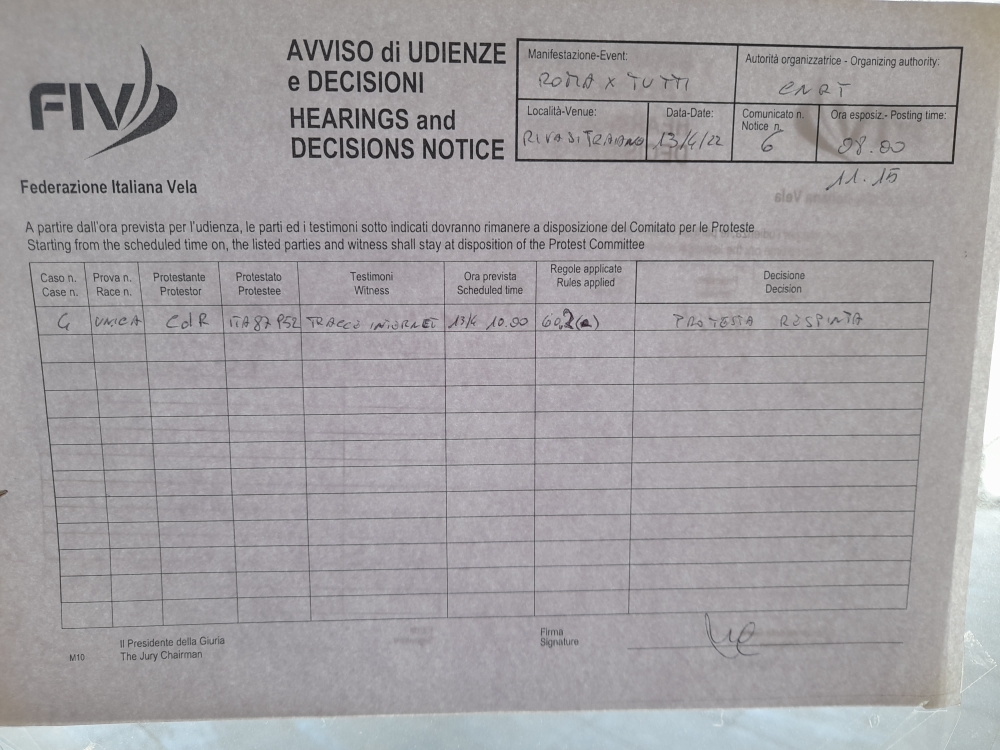 FIV
Federazione Italiana Vela
AVVISO di UDIENZE
e DECISIONI
HEARINGS and
DECISIONS NOTICE
Manifestazione-Event:
ROMA X TUTTI
Autorità organizzatrice - Organizing authority:
CNRT
Località-Venue:
RIVA DI TRAIANO
Data-Date:
13/4/22
Comunicato n.
Notice n.
6
Ora esposiz.- Posting time:
08.00
11.15
A partire dall'ora prevista per l'udienza, le parti ed i testimoni sotto indicati dovranno rimanere a disposizione del Comitato per le Proteste
Starting from the scheduled time on, the listed parties and witness shall stay at disposition of the Protest Committee
Caso n. Prova n. Protestante Protestato Testimoni Ora prevista Regole applicate Decisione
Case n. Race n. Protestor Protestee Witness Scheduled time Rules applied Decision
4 UNICA CdR ITA 87 952 TRACCE INTERNET 13/4 10.00 60.2(a) PROTESTA RESPINTA
Il Presidente della Giuria
The Jury Chairman
M10
Firma
Signature